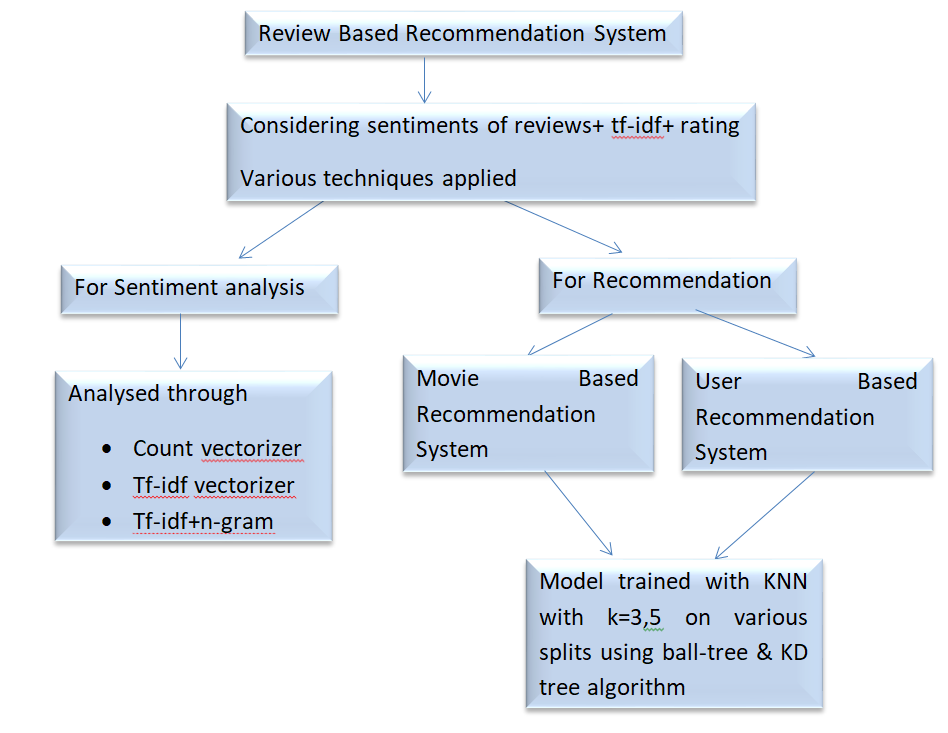 Review Based Recommendation System
Considering sentiments of reviews+ tf-idf+ rating
Various techniques applied
For Sentiment analysis
For Recommendation
Analysed through
• Count vectorizer
• Tf-idf vectorizer
• Tf-idf+n-gram
Movie Based
Recommendation
System
User Based
Recommendation
System
Model trained with KNN
with k=3,5 on various
splits using ball-tree & KD
tree algorithm